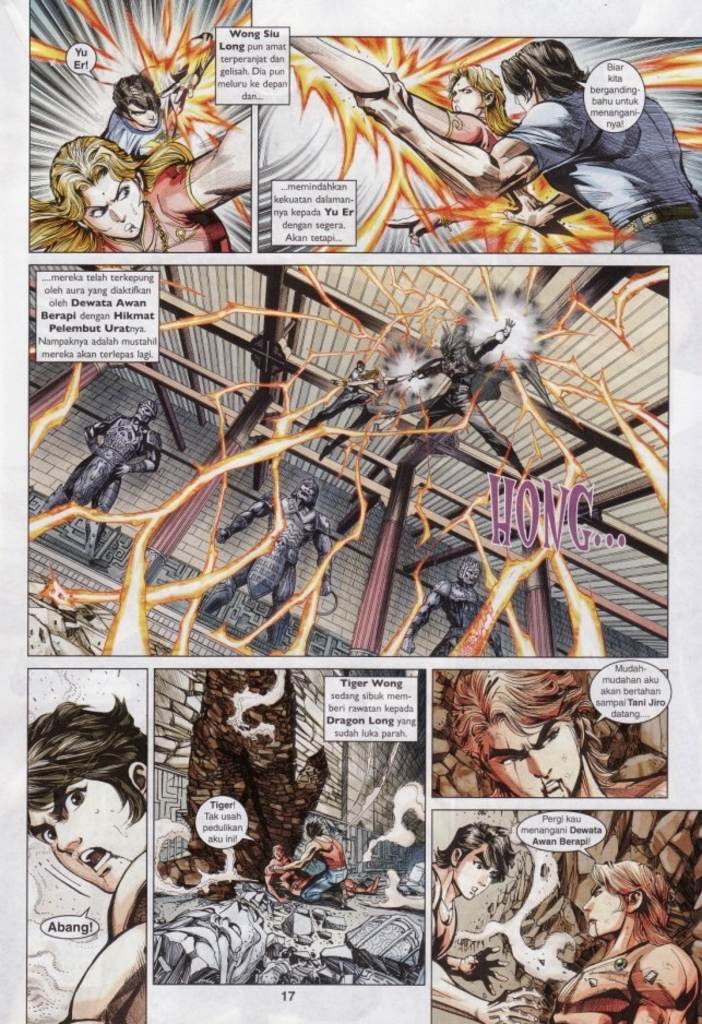 Yu
Er!
Wong Siu
Long pun amat
terperanjat dan
gelisah. Dia pun
meluru ke depan
dan...
...memindahkan
kekuatan dalaman-
nya kepada Yu Er
dengan segera.
Akan tetapi...
Biar
kita
berganding-
bahu untuk
menangani-
nya!
....mereka telah terkepung
oleh aura yang diaktifkan
oleh Dewata Awan
Berapi dengan Hikmat
Pelembut Uratnya.
Nampaknya adalah mustahil
mereka akan terlepas lagi.
HONG...
Abang!
Tiger Wong
sedang sibuk mem-
beri rawatan kepada
Dragon Long yang
sudah luka parah.
Tiger!
Tak usah
pedulikan
aku ini!
Mudah-
mudahan aku
akan bertahan
sampai Tani Jiro
datang....
Pergi kau
menangani Dewata
Awan Berapi!
17